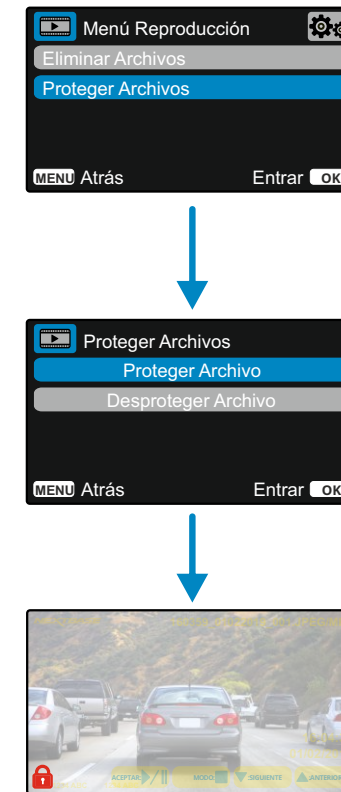 Menú Reproducción
Eliminar Archivos
Proteger Archivos
MENU Atrás Entrar OK
Proteger Archivos
Proteger Archivo
Desproteger Archivo
MENU Atrás Entrar OK
ACEPTAR: MODO: :SIGUIENTE ANTERIOR